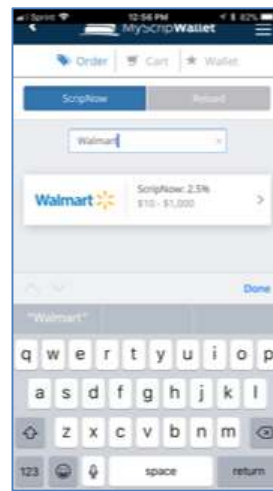 Sprint 12:56 PM 82%
MyScripWallet
Order Cart Wallet
ScripNow Reload
Walmart
Walmart ScripNow: 2.5%
$10 - $1,000
Done
"Walmart"
q w e r t y u i o p
a s d f g h j k l
z x c v b n m
123 space return